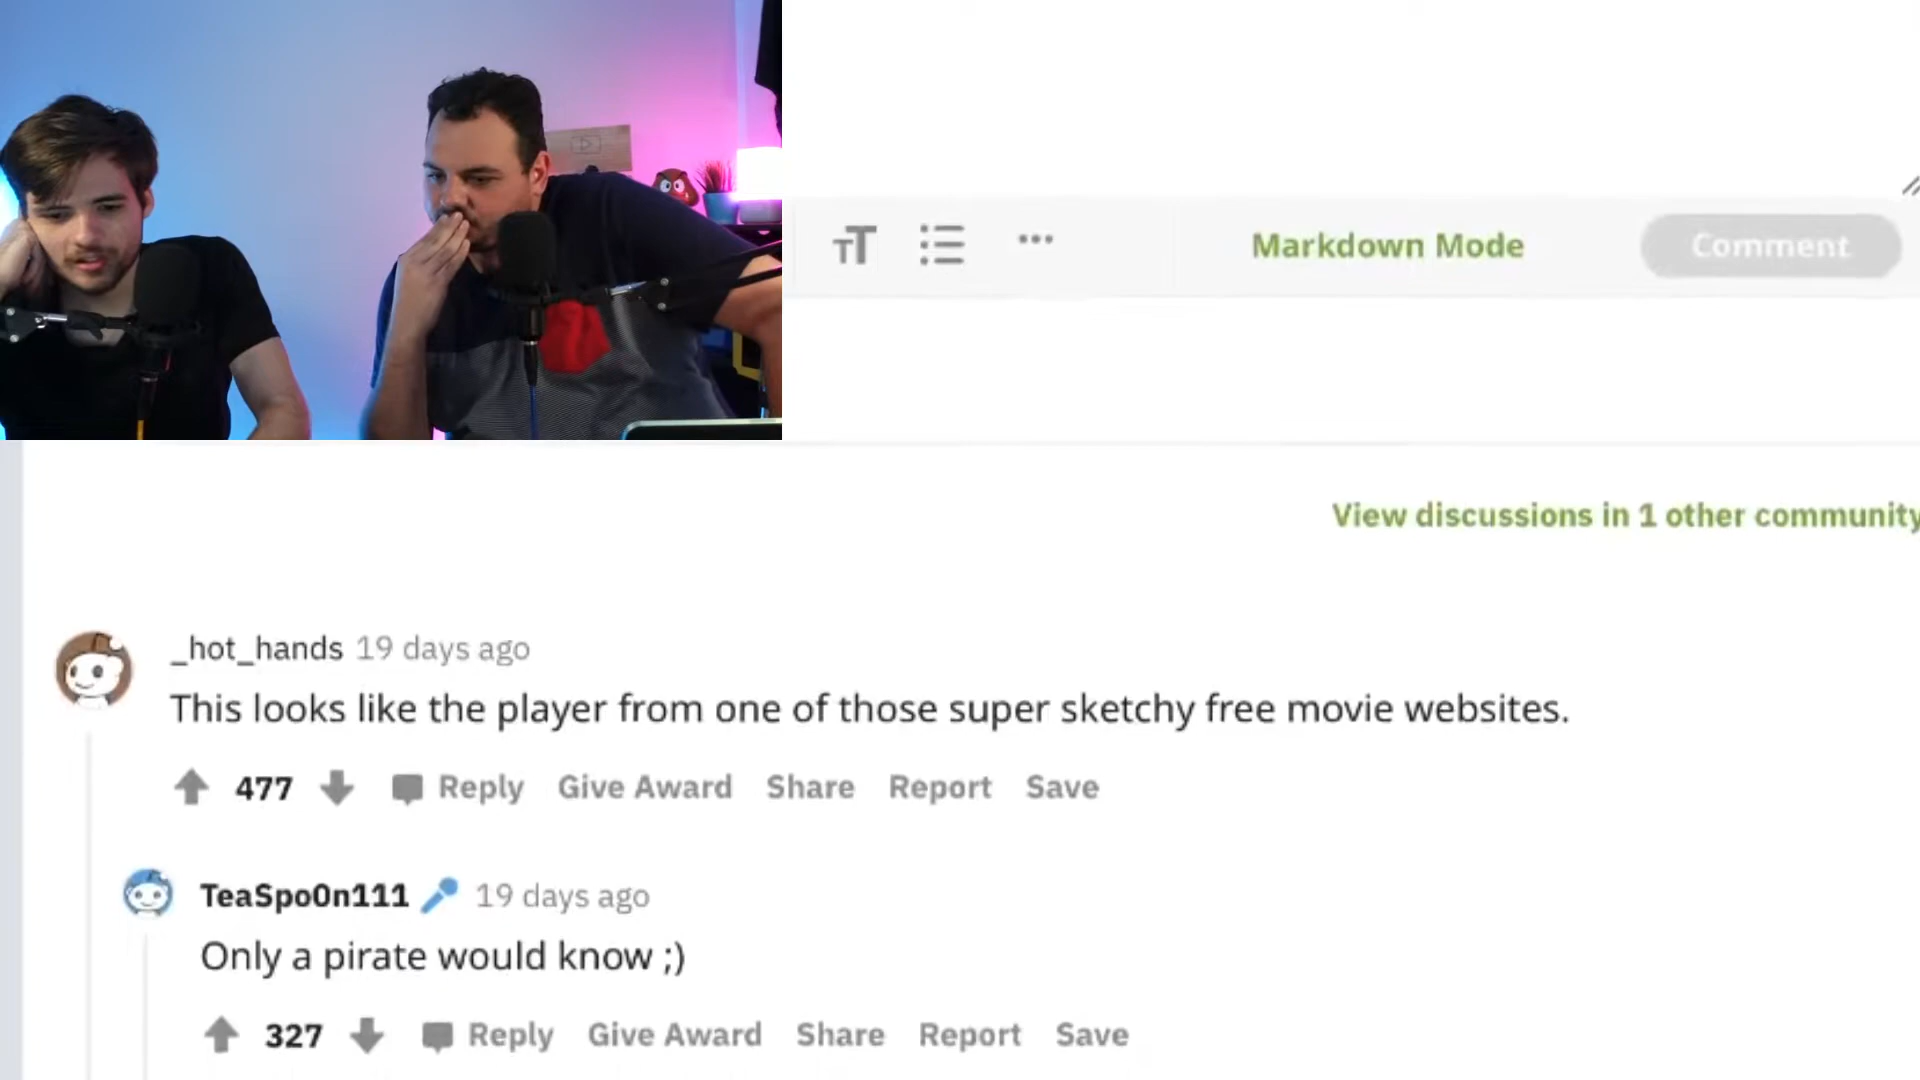 TT
Markdown Mode
Comment
View discussions in 1 other community
_hot_hands 19 days ago
This looks like the player from one of those super sketchy free movie websites.
477 Reply Give Award Share Report Save
TeaSpo0n111 19 days ago
Only a pirate would know ;)
327 Reply Give Award Share Report Save